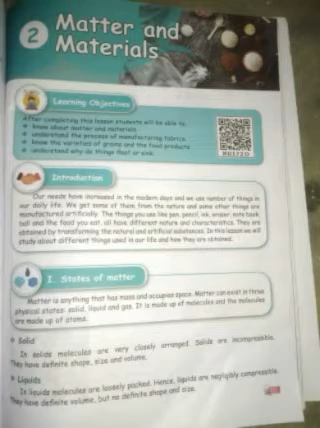 2
Matter and
Materials
Learning Objectives
After completing this lesson students will be able to:
know about matter and materials
understand the process of manufacturing fabrics
know the varieties of grains and the food products
understand why do things float or sink.
Introduction
Our needs have increased in the modern days and we use number of things in
our daily life. We get some of them from the nature and some other things are
manufactured artificially. The things you use like pen, pencil, ink, eraser, note book,
ball and the food you eat, all have different nature and characteristics. They are
obtained by transforming the natural and artificial substances. In this lesson we will
study about different things used in our life and how they are obtained.
I. States of matter
Matter is anything that has mass and occupies space. Matter can exist in three
physical states: solid, liquid and gas. It is made up of molecules and the molecules
are made up of atoms.
Solid
In solids molecules are very closely arranged. Solids are incompressible.
They have definite shape, size and volume.
Liquids
In liquids molecules are loosely packed. Hence, liquids are negligibly compressible.
They have definite volume, but no definite shape and size.